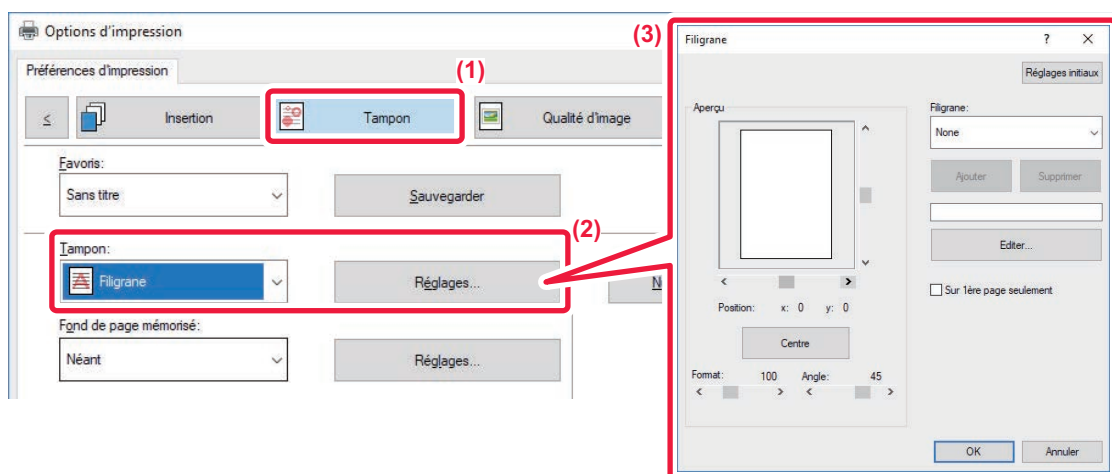 Options d'impression
Préférences d'impression
(1)
<
Insertion
Tampon
Qualité d'image
Favoris:
Sans titre
Sauvegarder
(2)
Tampon:
Filigrane
Réglages...
N
Fond de page mémorisé:
Néant
Réglages...
(3)
Filigrane
? X
Réglages initiaux
Aperçu
Filigrane:
None
Ajouter
Supprimer
Editer...
Sur 1ère page seulement
Position: x: 0 y: 0
Centre
Format: 100 Angle: 45
< > < >
OK
Annuler